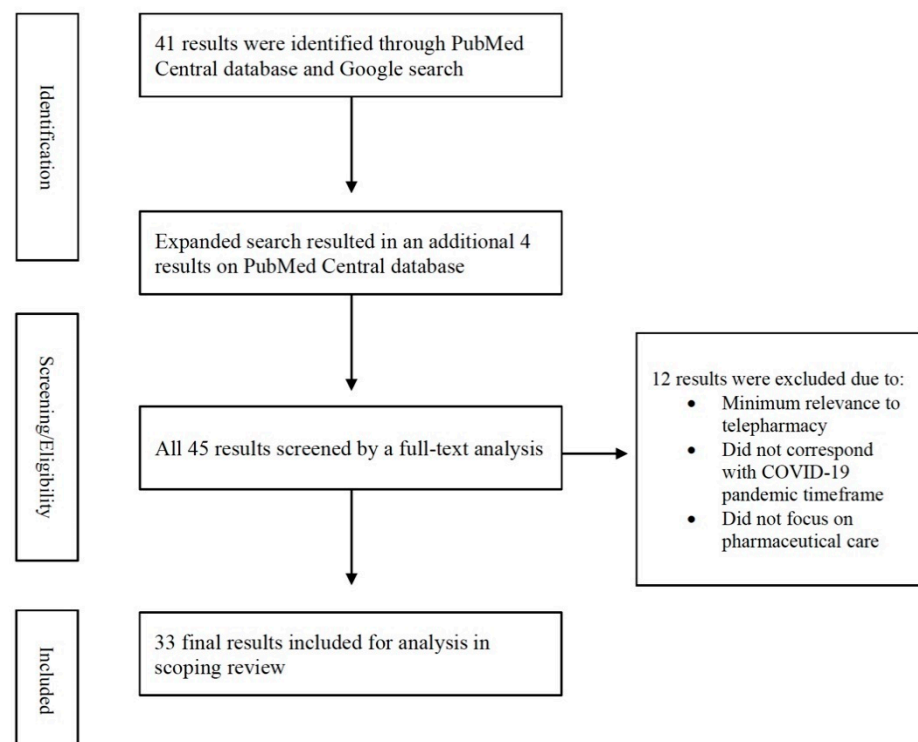 Identification
41 results were identified through PubMed
Central database and Google search
Expanded search resulted in an additional 4
results on PubMed Central database
Screening/Eligibility
All 45 results screened by a full-text analysis
12 results were excluded due to:
• Minimum relevance to
telepharmacy
• Did not correspond
with COVID-19
pandemic timeframe
• Did not focus on
pharmaceutical care
Included
33 final results included for analysis in
scoping review